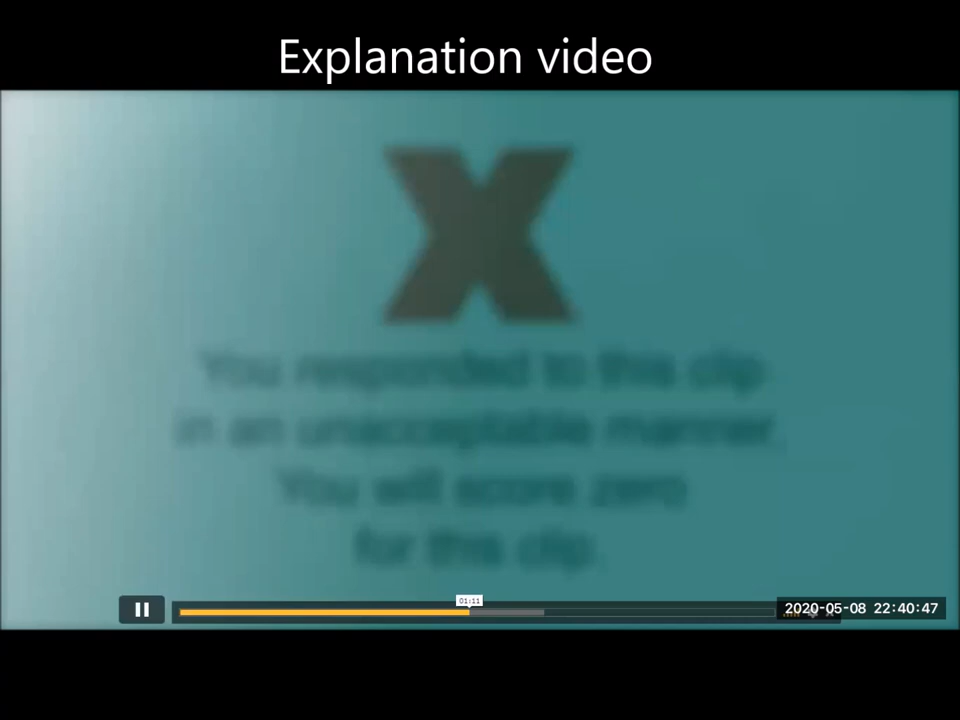 Explanation video
X
You responded to this clip
in an unacceptable manner.
You will score zero
for this clip.
01:11
2020-05-08 22:40:47